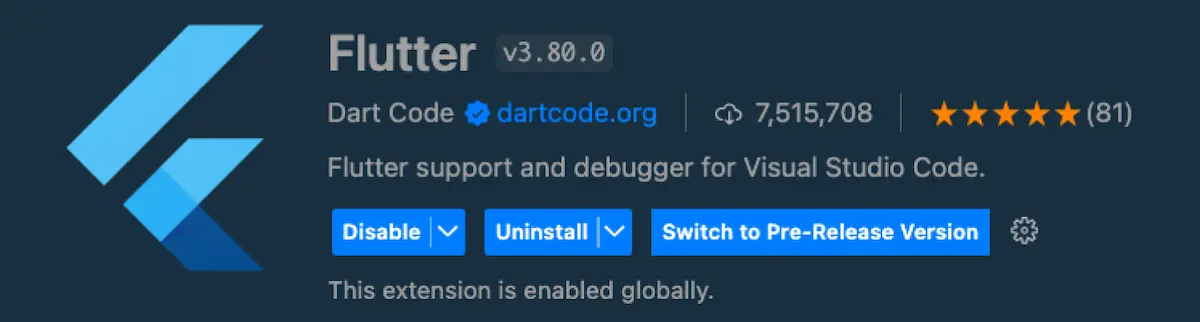 Flutter v3.80.0
Dart Code dartcode.org 7,515,708 (81)
Flutter support and debugger for Visual Studio Code.
Disable Uninstall Switch to Pre-Release Version
This extension is enabled globally.